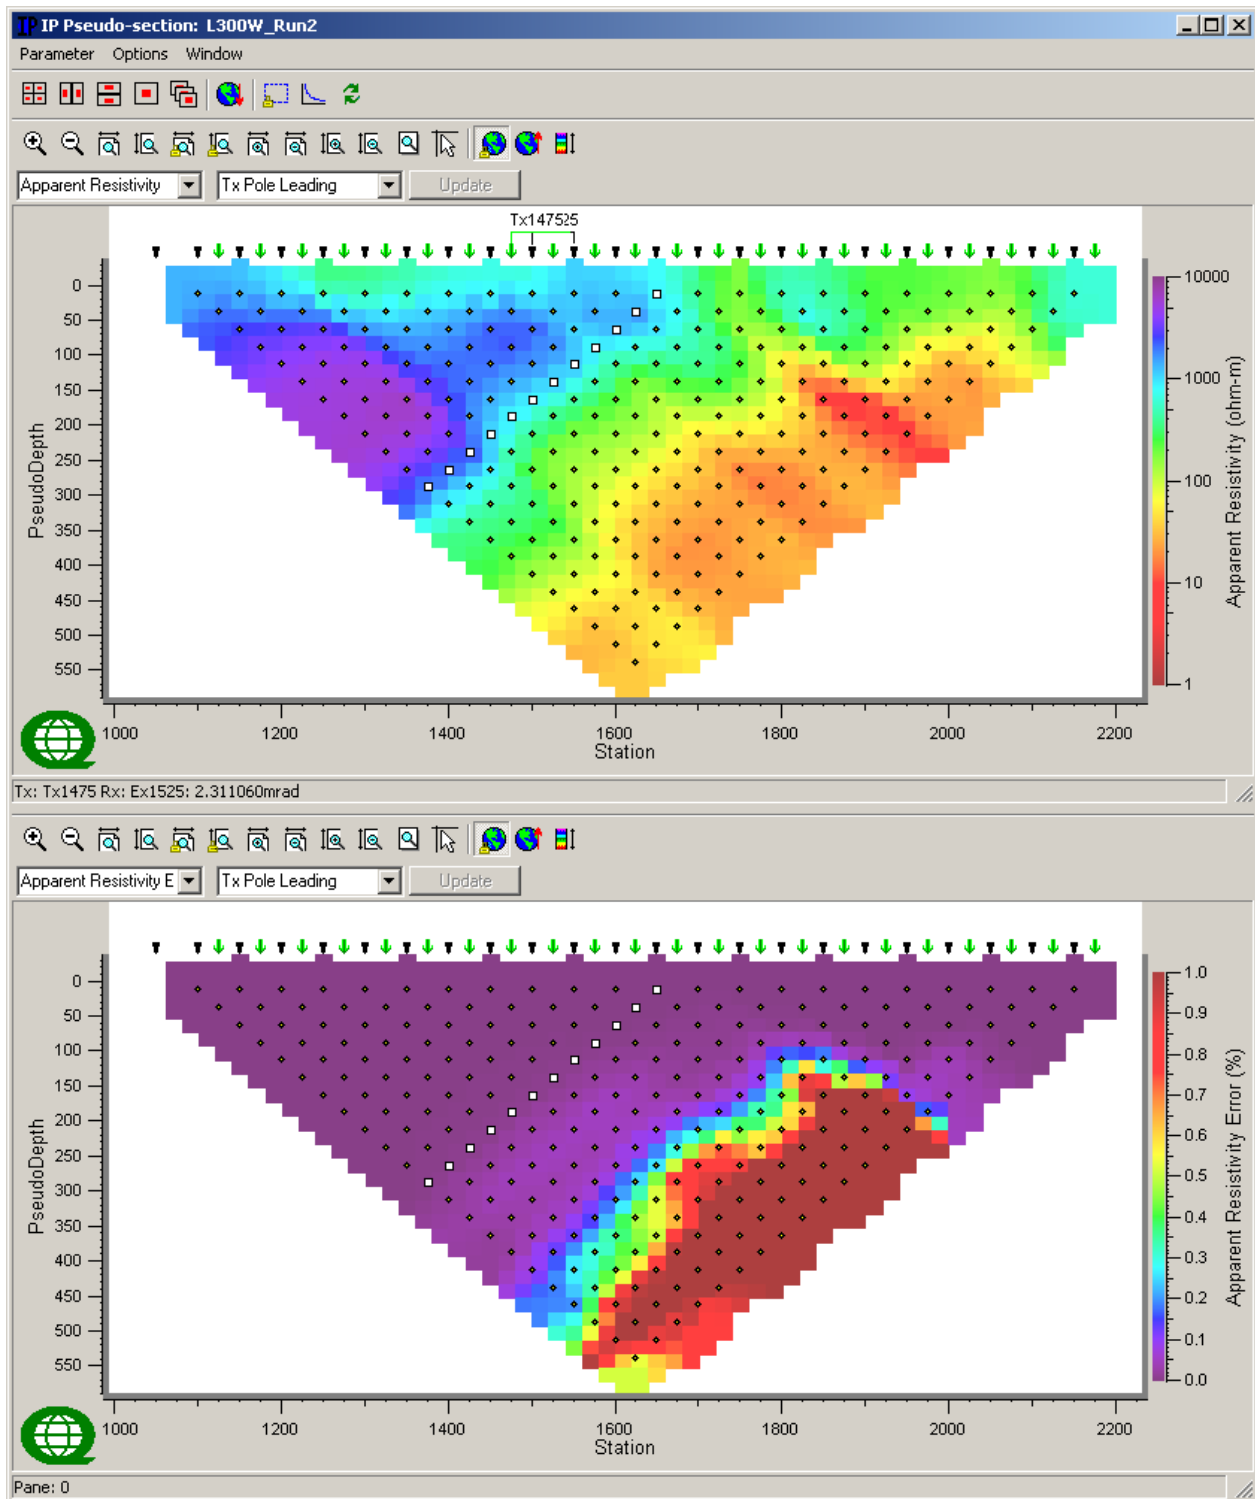 IP IP Pseudo-section: L300W_Run2
Parameter Options Window
Apparent Resistivity Tx Pole Leading Update
Tx147525
0
50
100
150
200
250
300
350
400
450
500
550
PseudoDepth
10000
1000
100
10
1
Apparent Resistivity (ohm-m)
1000 1200 1400 1600 1800 2000 2200
Station
Tx: Tx1475 Rx: Ex1525: 2.311060mrad
Apparent Resistivity E Tx Pole Leading Update
0
50
100
150
200
250
300
350
400
450
500
550
PseudoDepth
1.0
0.9
0.8
0.7
0.6
0.5
0.4
0.3
0.2
0.1
0.0
Apparent Resistivity Error (%)
1000 1200 1400 1600 1800 2000 2200
Station
Pane: 0